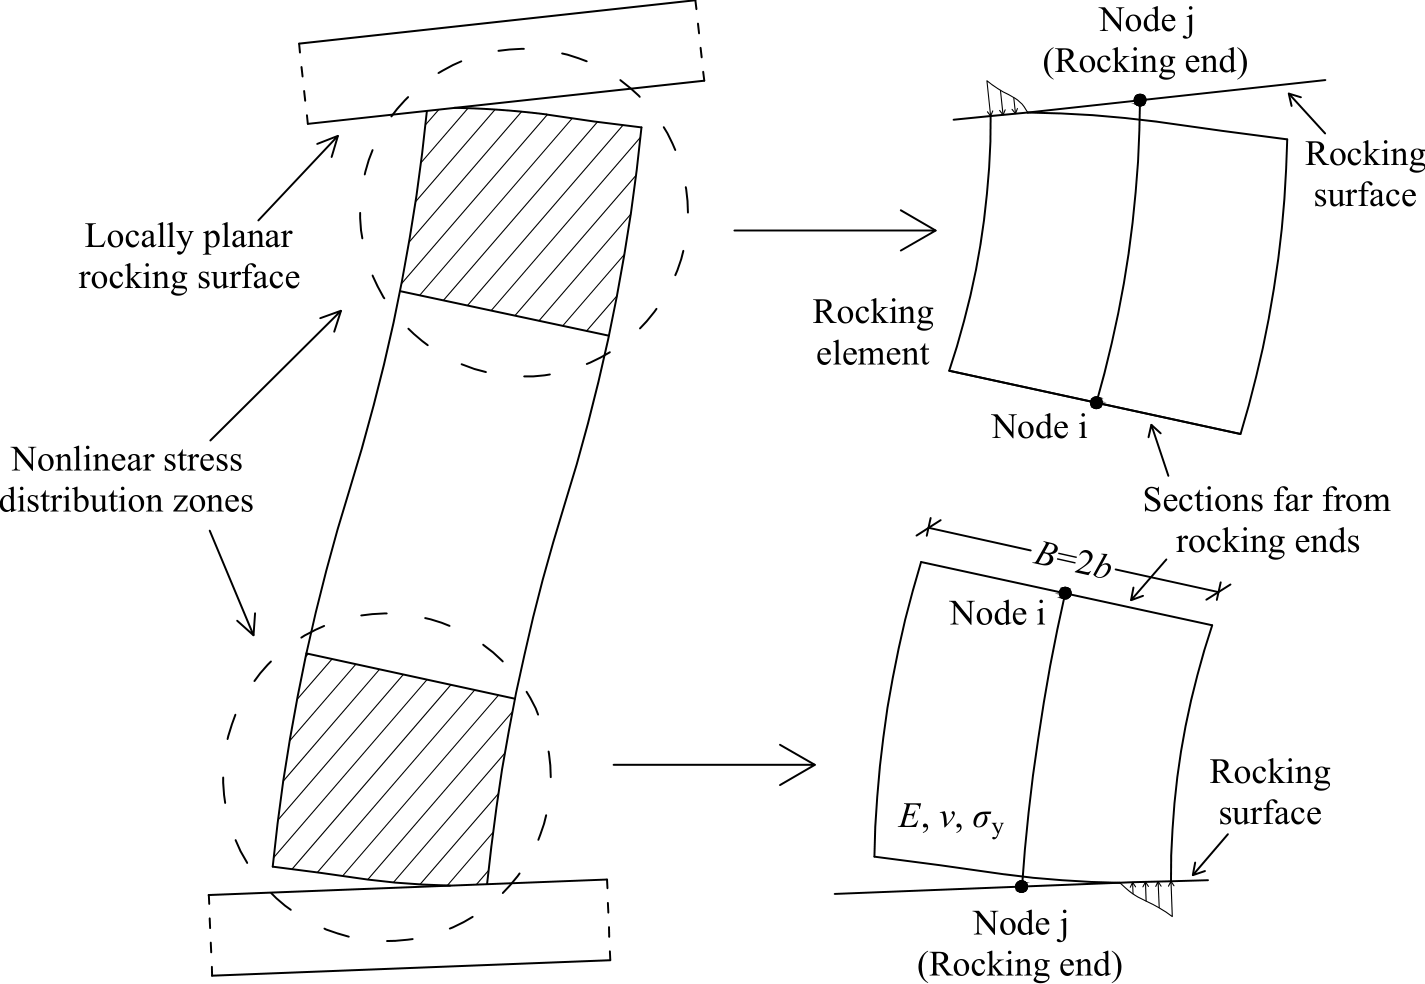 Node j
(Rocking end)
Rocking
surface
Locally planar
rocking surface
Rocking
element
Node i
Nonlinear stress
distribution zones
Sections far from
rocking ends
B=2b
Node i
Rocking
surface
E, ν, σy
Node j
(Rocking end)